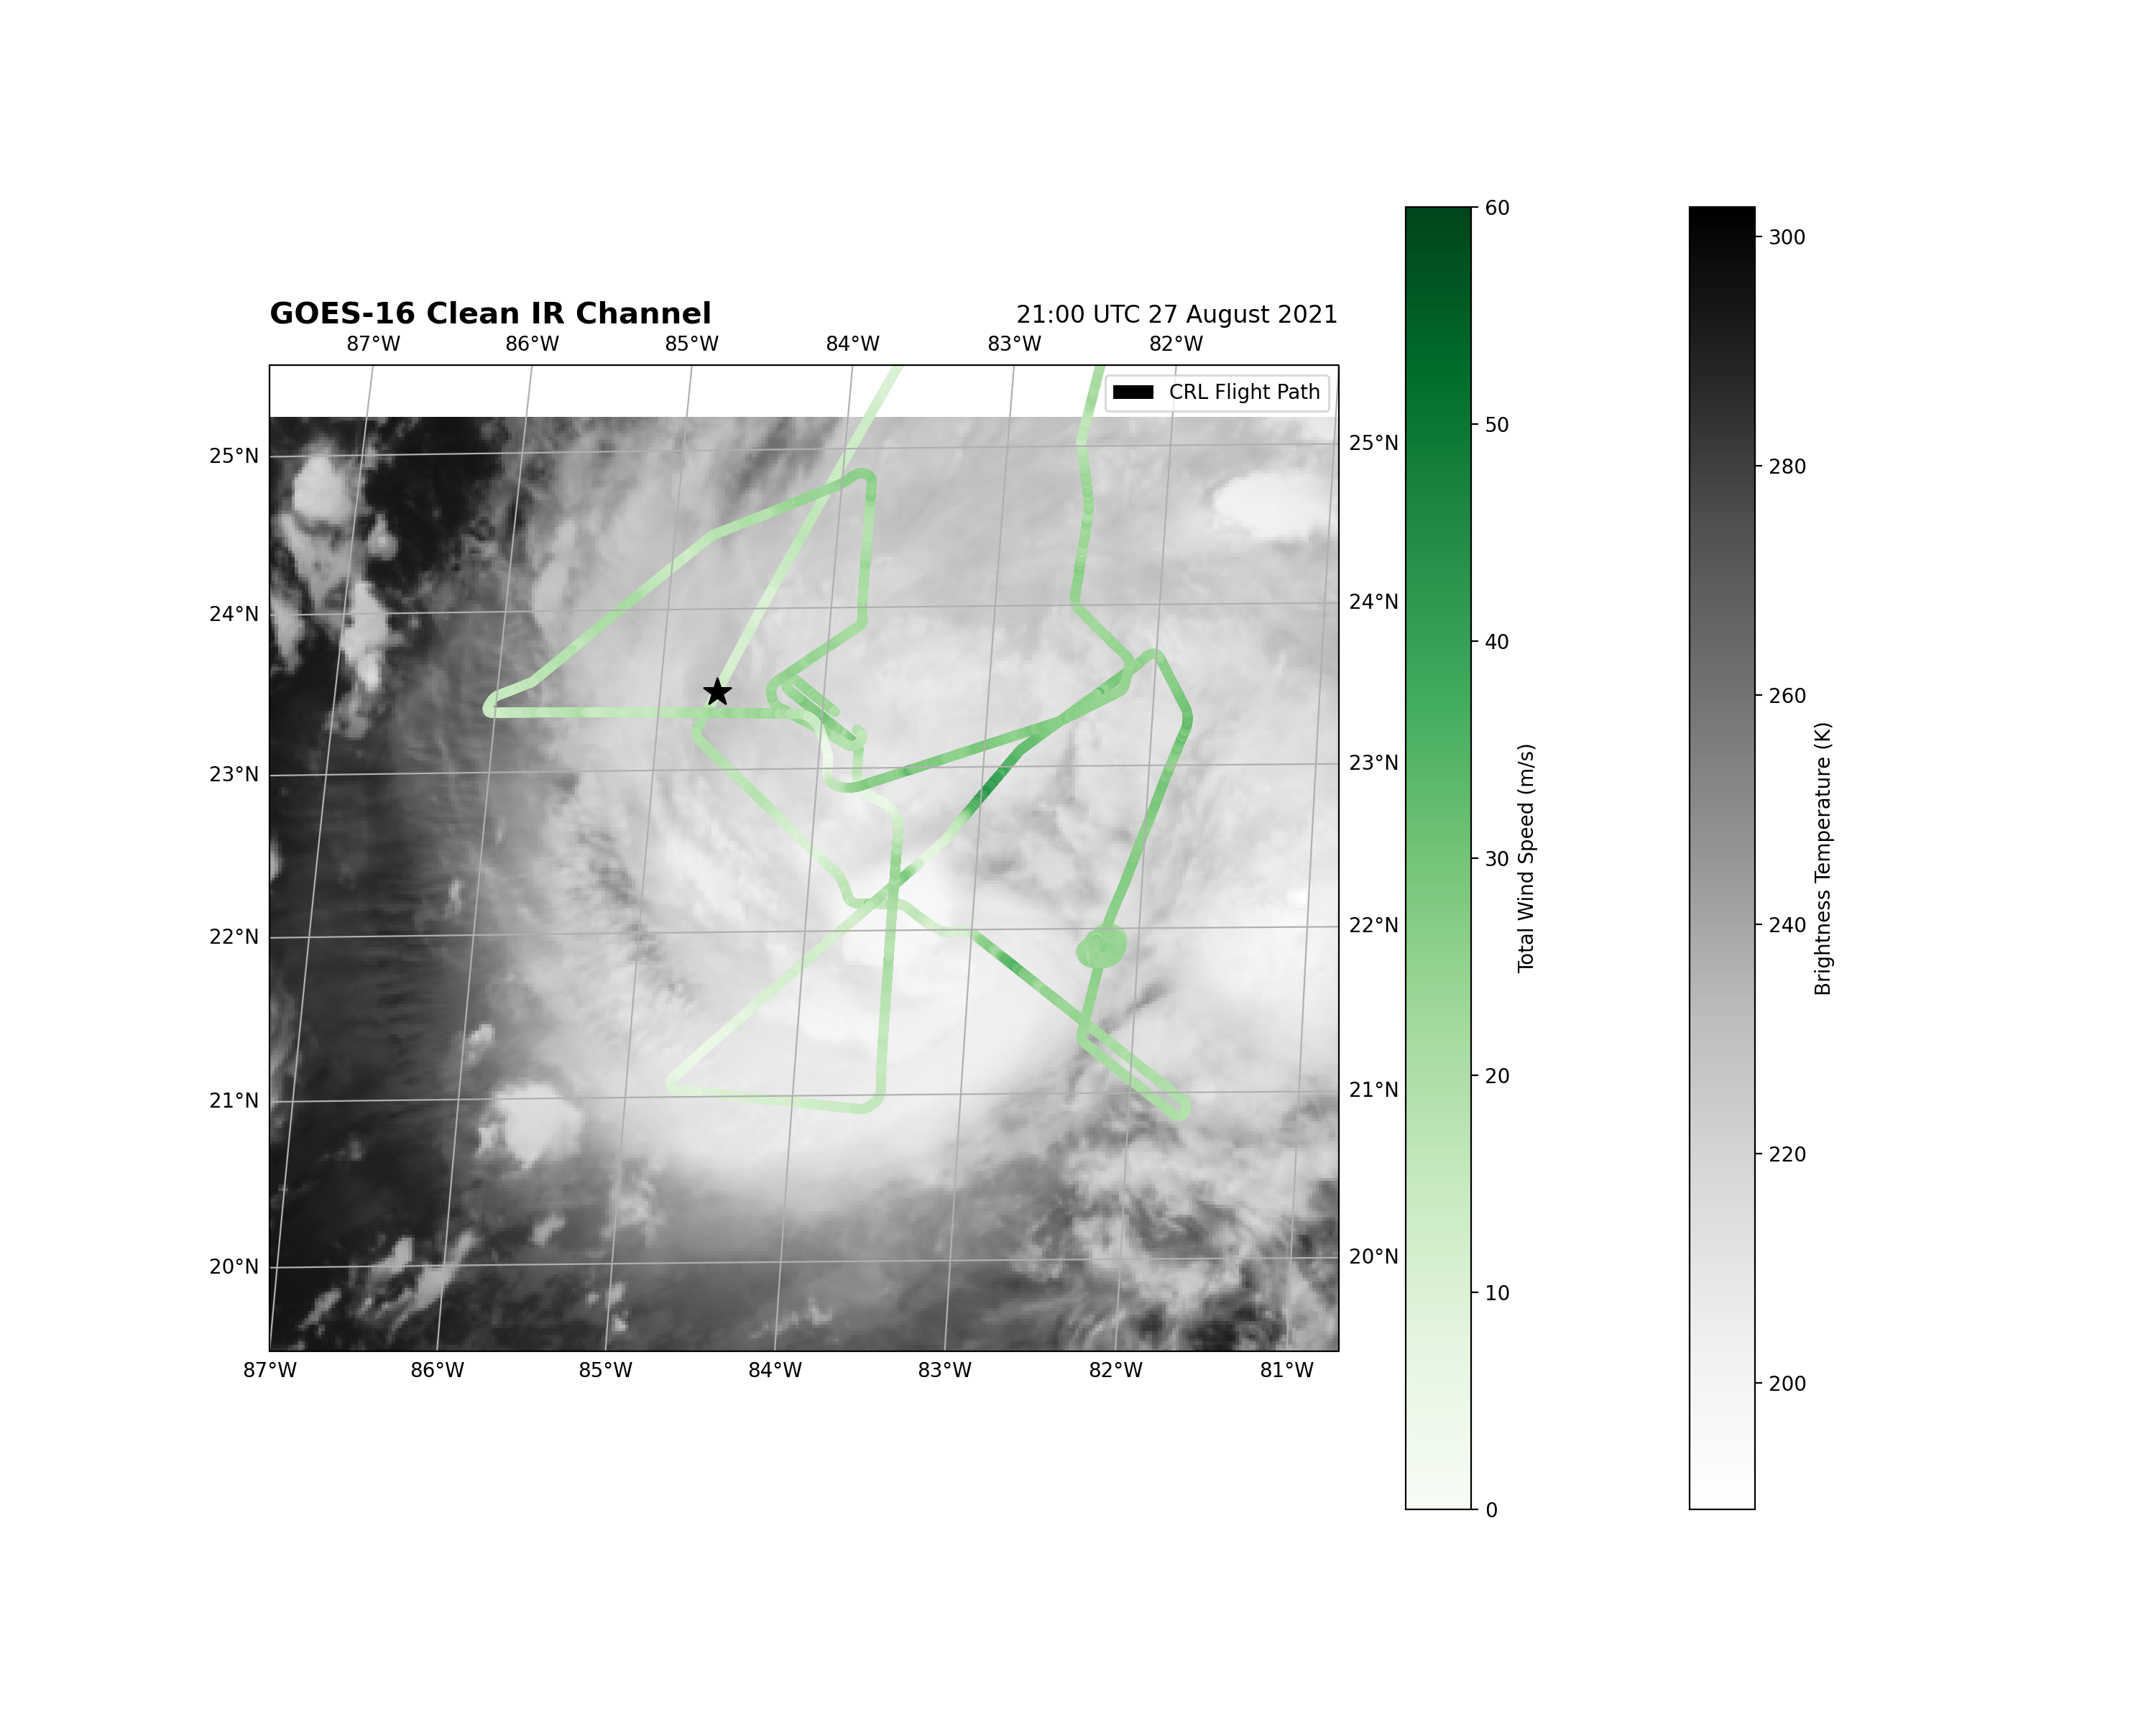 GOES-16 Clean IR Channel
21:00 UTC 27 August 2021
87°W 86°W 85°W 84°W 83°W 82°W
CRL Flight Path
25°N 25°N
24°N 24°N
23°N 23°N
22°N 22°N
21°N 21°N
20°N 20°N
87°W 86°W 85°W 84°W 83°W 82°W 81°W
60
50
40
30
20
10
0
Total Wind Speed (m/s)
300
280
260
240
220
200
Brightness Temperature (K)